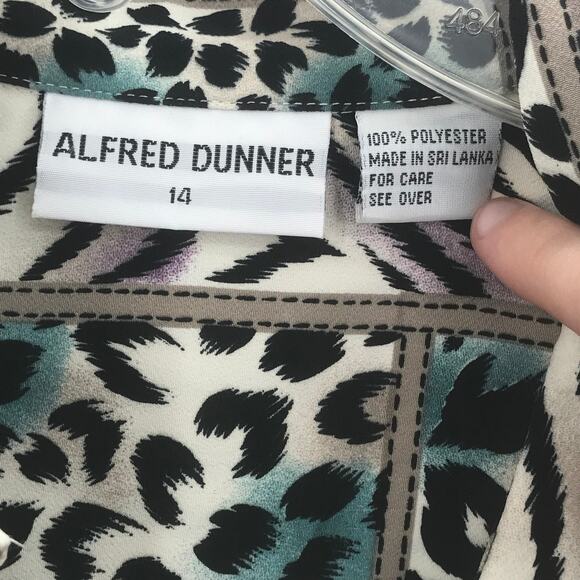 484
ALFRED DUNNER
14
100% POLYESTER
MADE IN SRI LANKA
FOR CARE
SEE OVER